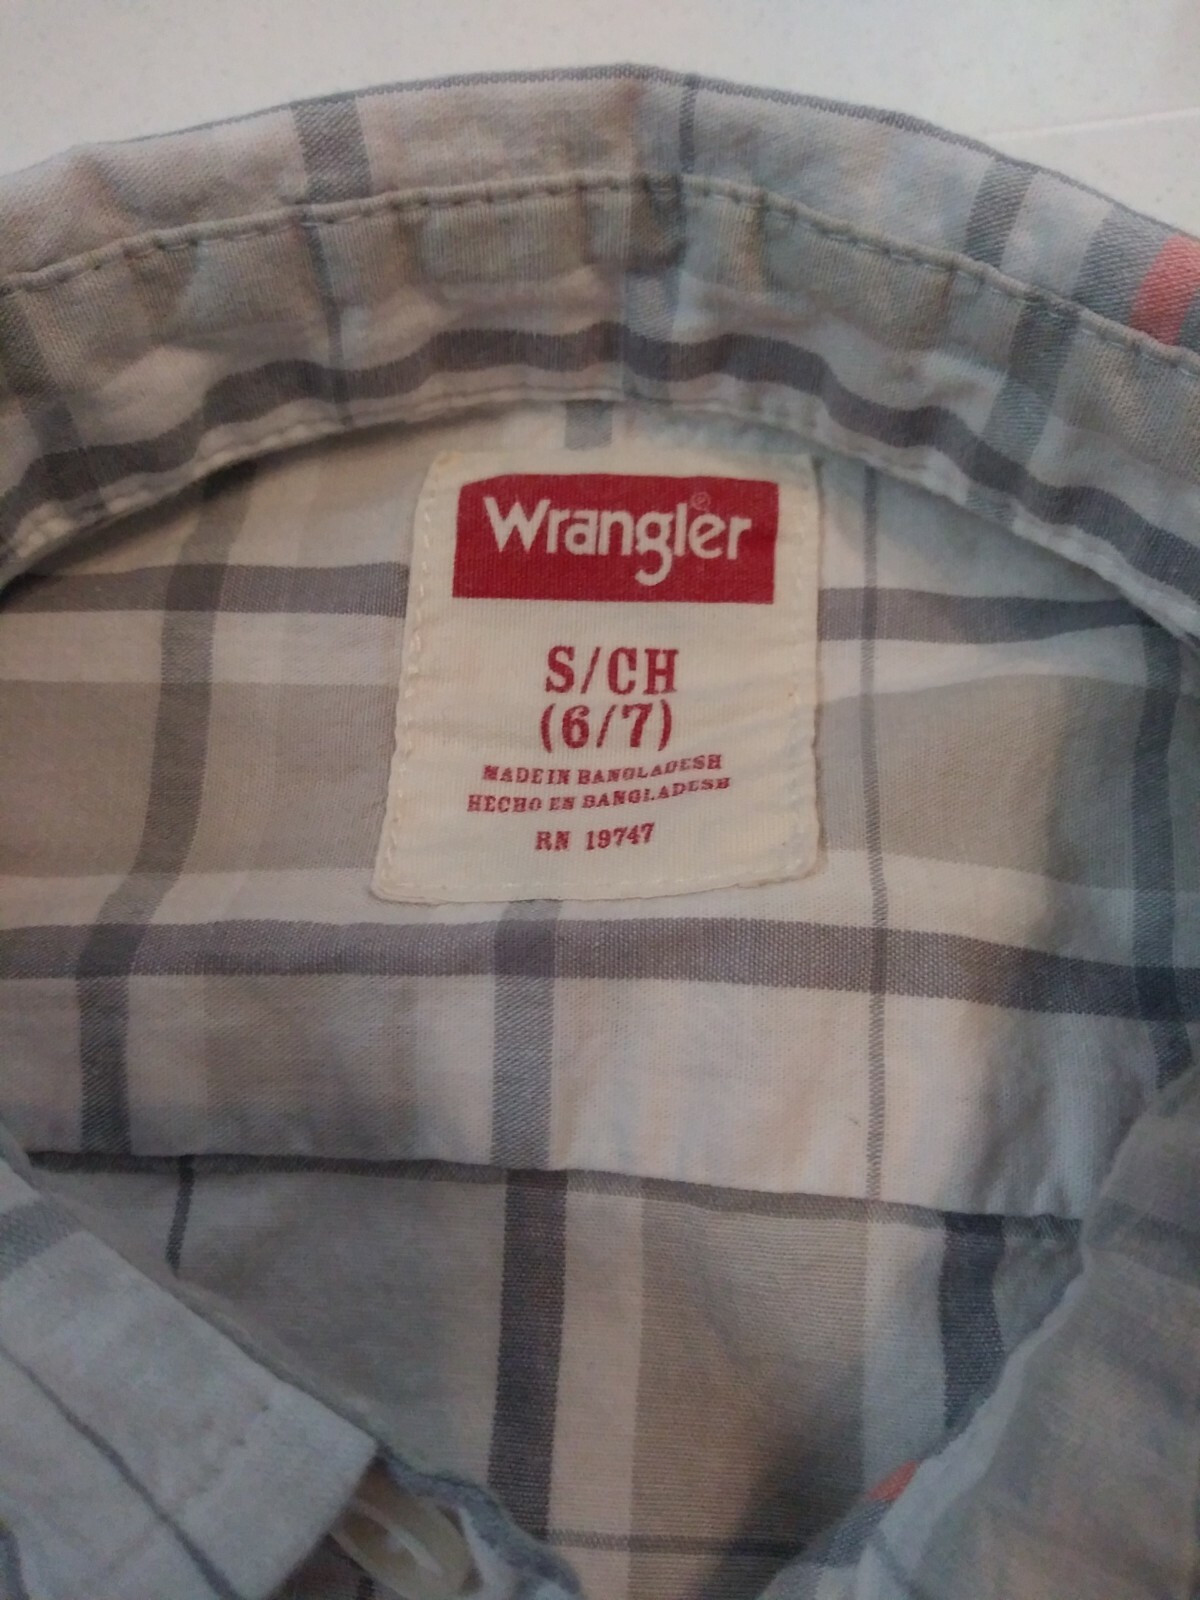 Wrangler®
S/CH
(6/7)
MADE IN BANGLADESH
HECHO EN BANGLADESH
RN 19747